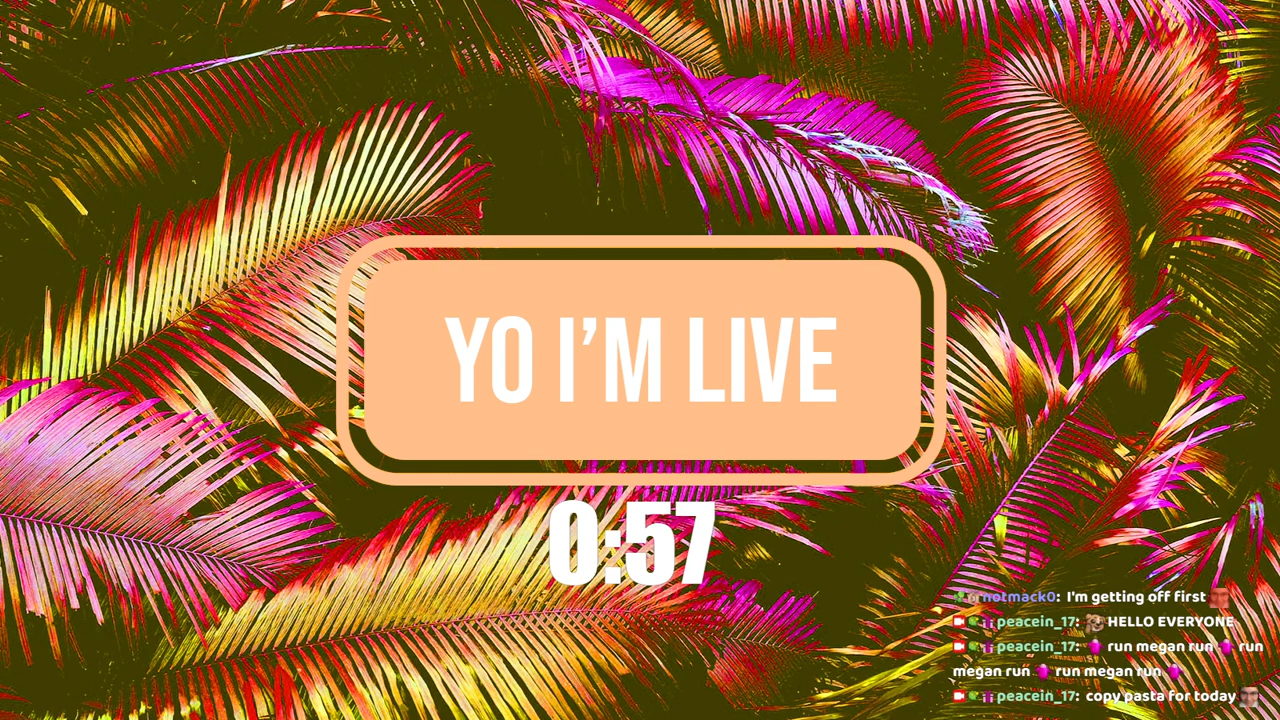 YO I’M LIVE
0:57
notmack0: I'm getting off first
peacein_17: HELLO EVERYONE
peacein_17: run megan run run
megan run run megan run
peacein_17: copy pasta for today